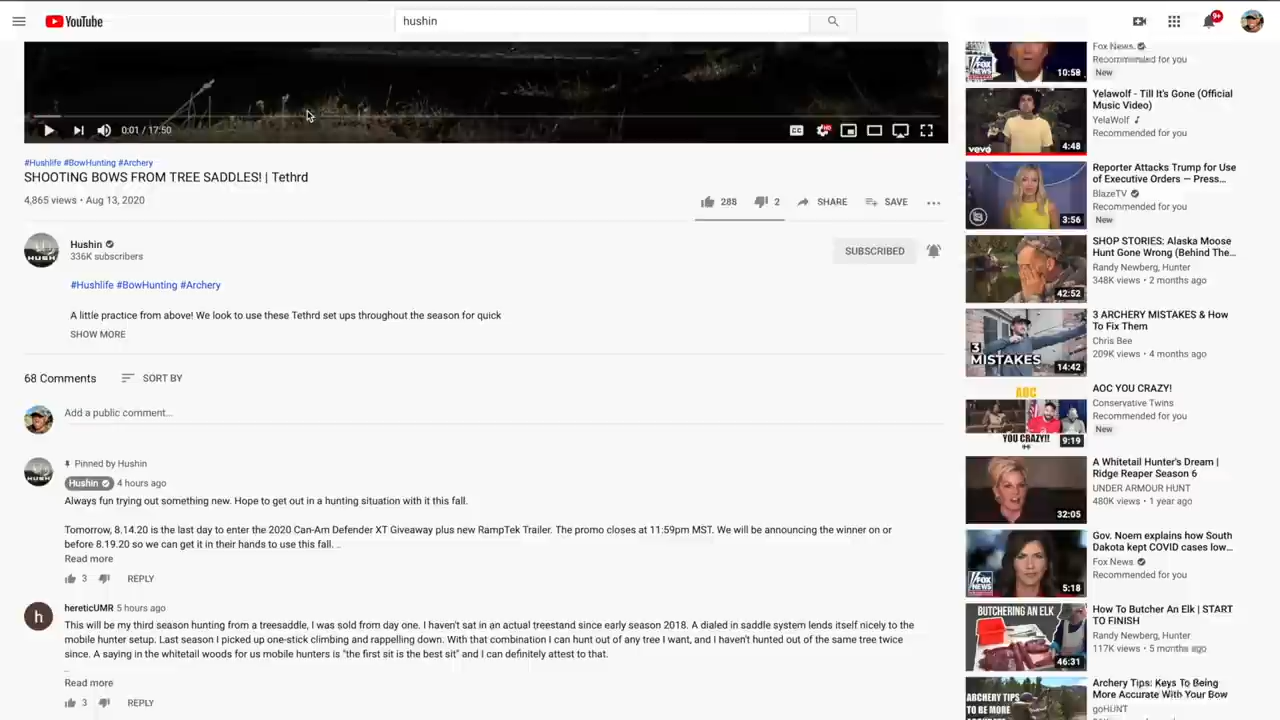 YouTube
hushin
9+
0:01 / 17:50
CC
HD
#Hushlife #BowHunting #Archery
SHOOTING BOWS FROM TREE SADDLES! | Tethrd
4,865 views • Aug 13, 2020
288
2
SHARE
SAVE
HUSH
Hushin
336K subscribers
SUBSCRIBED
#Hushlife #BowHunting #Archery
A little practice from above! We look to use these Tethrd set ups throughout the season for quick
SHOW MORE
68 Comments
SORT BY
Add a public comment...
HUSH
Pinned by Hushin
Hushin
4 hours ago
Always fun trying out something new. Hope to get out in a hunting situation with it this fall.
Tomorrow, 8.14.20 is the last day to enter the 2020 Can-Am Defender XT Giveaway plus new RampTek Trailer. The promo closes at 11:59pm MST. We will be announcing the winner on or
before 8.19.20 so we can get it in their hands to use this fall. ..
Read more
3
REPLY
h
hereticUMR 5 hours ago
This will be my third season hunting from a treesaddle, I was sold from day one. I haven't sat in an actual treestand since early season 2018. A dialed in saddle system lends itself nicely to the
mobile hunter setup. Last season I picked up one-stick climbing and rappelling down. With that combination I can hunt out of any tree I want, and I haven't hunted out of the same tree twice
since. A saying in the whitetail woods for us mobile hunters is "the first sit is the best sit" and I can definitely attest to that.
..
Read more
3
REPLY
FOX NEWS
10:58
Fox News
Recommended for you
New
vevo
4:48
Yelawolf - Till It's Gone (Official
Music Video)
YelaWolf
Recommended for you
3:56
Reporter Attacks Trump for Use
of Executive Orders — Press...
BlazeTV
Recommended for you
New
42:52
SHOP STORIES: Alaska Moose
Hunt Gone Wrong (Behind The...
Randy Newberg, Hunter
348K views • 2 months ago
3
MISTAKES
14:42
3 ARCHERY MISTAKES & How
To Fix Them
Chris Bee
209K views • 4 months ago
AOC
YOU CRAZY!!
9:19
AOC YOU CRAZY!
Conservative Twins
Recommended for you
New
32:05
A Whitetail Hunter's Dream |
Ridge Reaper Season 6
UNDER ARMOUR HUNT
480K views • 1 year ago
FOX NEWS
5:18
Gov. Noem explains how South
Dakota kept COVID cases low...
Fox News
Recommended for you
BUTCHERING AN ELK
46:31
How To Butcher An Elk | START
TO FINISH
Randy Newberg, Hunter
117K views • 5 months ago
ARCHERY TIPS
TO BE MORE
Archery Tips: Keys To Being
More Accurate With Your Bow
goHUNT